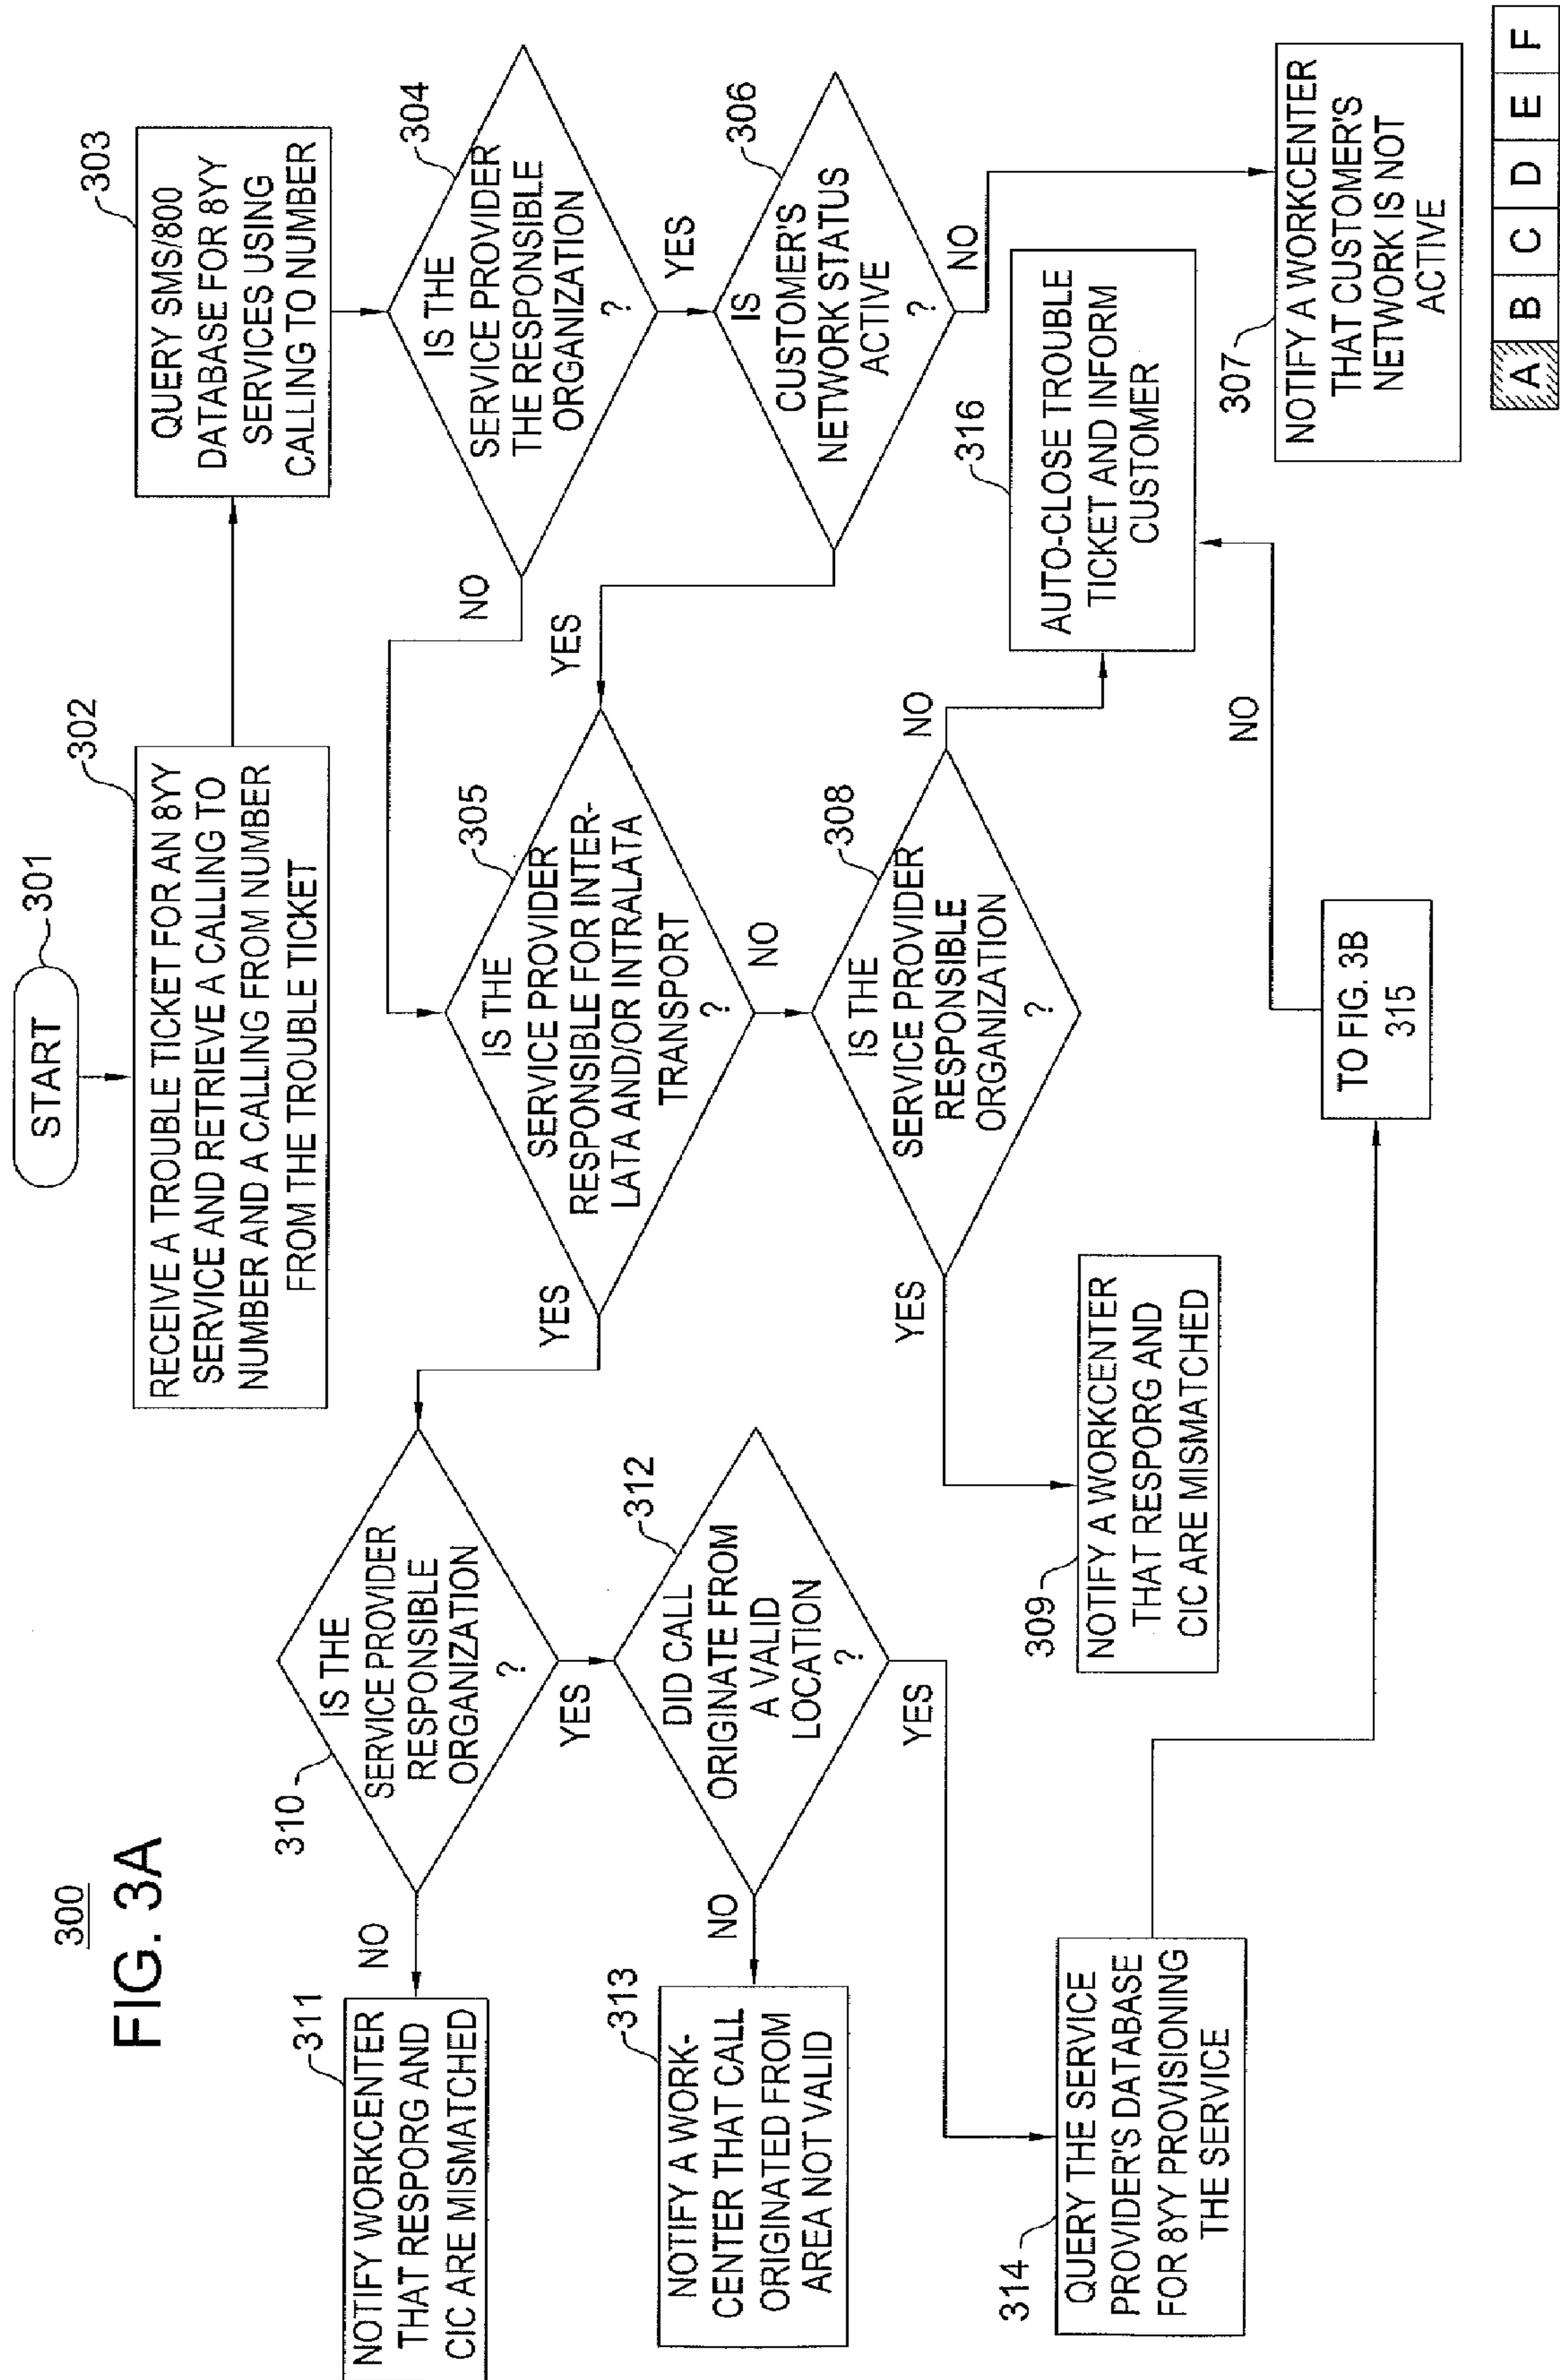 300
FIG. 3A
START
301
RECEIVE A TROUBLE TICKET FOR AN 8YY
SERVICE AND RETRIEVE A CALLING TO
NUMBER AND A CALLING FROM NUMBER
FROM THE TROUBLE TICKET
302
QUERY SMS/800
DATABASE FOR 8YY
SERVICES USING
CALLING TO NUMBER
303
IS THE
SERVICE PROVIDER
THE RESPONSIBLE
ORGANIZATION
?
304
NO
YES
IS THE
SERVICE PROVIDER
RESPONSIBLE FOR INTER-
LATA AND/OR INTRALATA
TRANSPORT
?
305
YES
NO
YES
IS
CUSTOMER'S
NETWORK STATUS
ACTIVE
?
306
NO
NOTIFY A WORKCENTER
THAT CUSTOMER'S
NETWORK IS NOT
ACTIVE
307
IS THE
SERVICE PROVIDER
RESPONSIBLE
ORGANIZATION
?
308
YES
NO
NOTIFY A WORKCENTER
THAT RESPORG AND
CIC ARE MISMATCHED
309
IS THE
SERVICE PROVIDER
RESPONSIBLE
ORGANIZATION
?
310
NO
YES
NOTIFY WORKCENTER
THAT RESPORG AND
CIC ARE MISMATCHED
311
DID CALL
ORIGINATE FROM
A VALID
LOCATION
?
312
NO
YES
NOTIFY A WORK-
CENTER THAT CALL
ORIGINATED FROM
AREA NOT VALID
313
QUERY THE SERVICE
PROVIDER'S DATABASE
FOR 8YY PROVISIONING
THE SERVICE
314
TO FIG. 3B
315
NO
AUTO-CLOSE TROUBLE
TICKET AND INFORM
CUSTOMER
316
A B C D E F